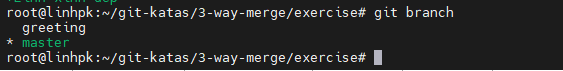 root@linhpk:~/git-katas/3-way-merge/exercise# git branch
  greeting
* master
root@linhpk:~/git-katas/3-way-merge/exercise#